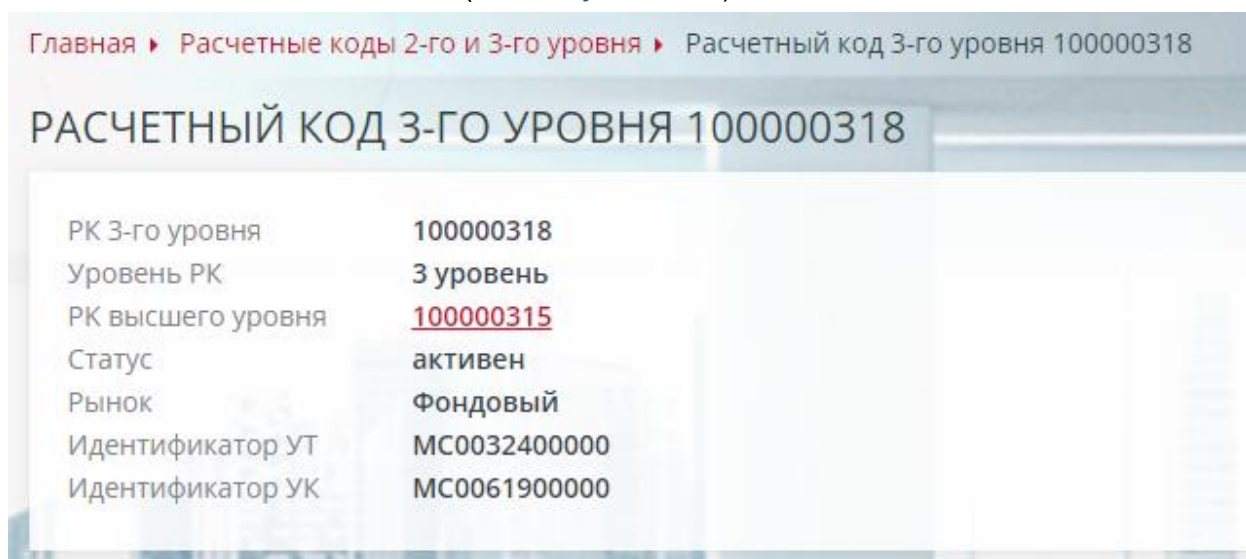 Главная ▸ Расчетные коды 2-го и 3-го уровня ▸ Расчетный код 3-го уровня 100000318
РАСЧЕТНЫЙ КОД 3-ГО УРОВНЯ 100000318
РК 3-го уровня 100000318
Уровень РК 3 уровень
РК высшего уровня 100000315
Статус активен
Рынок Фондовый
Идентификатор УТ MC0032400000
Идентификатор УК MC0061900000